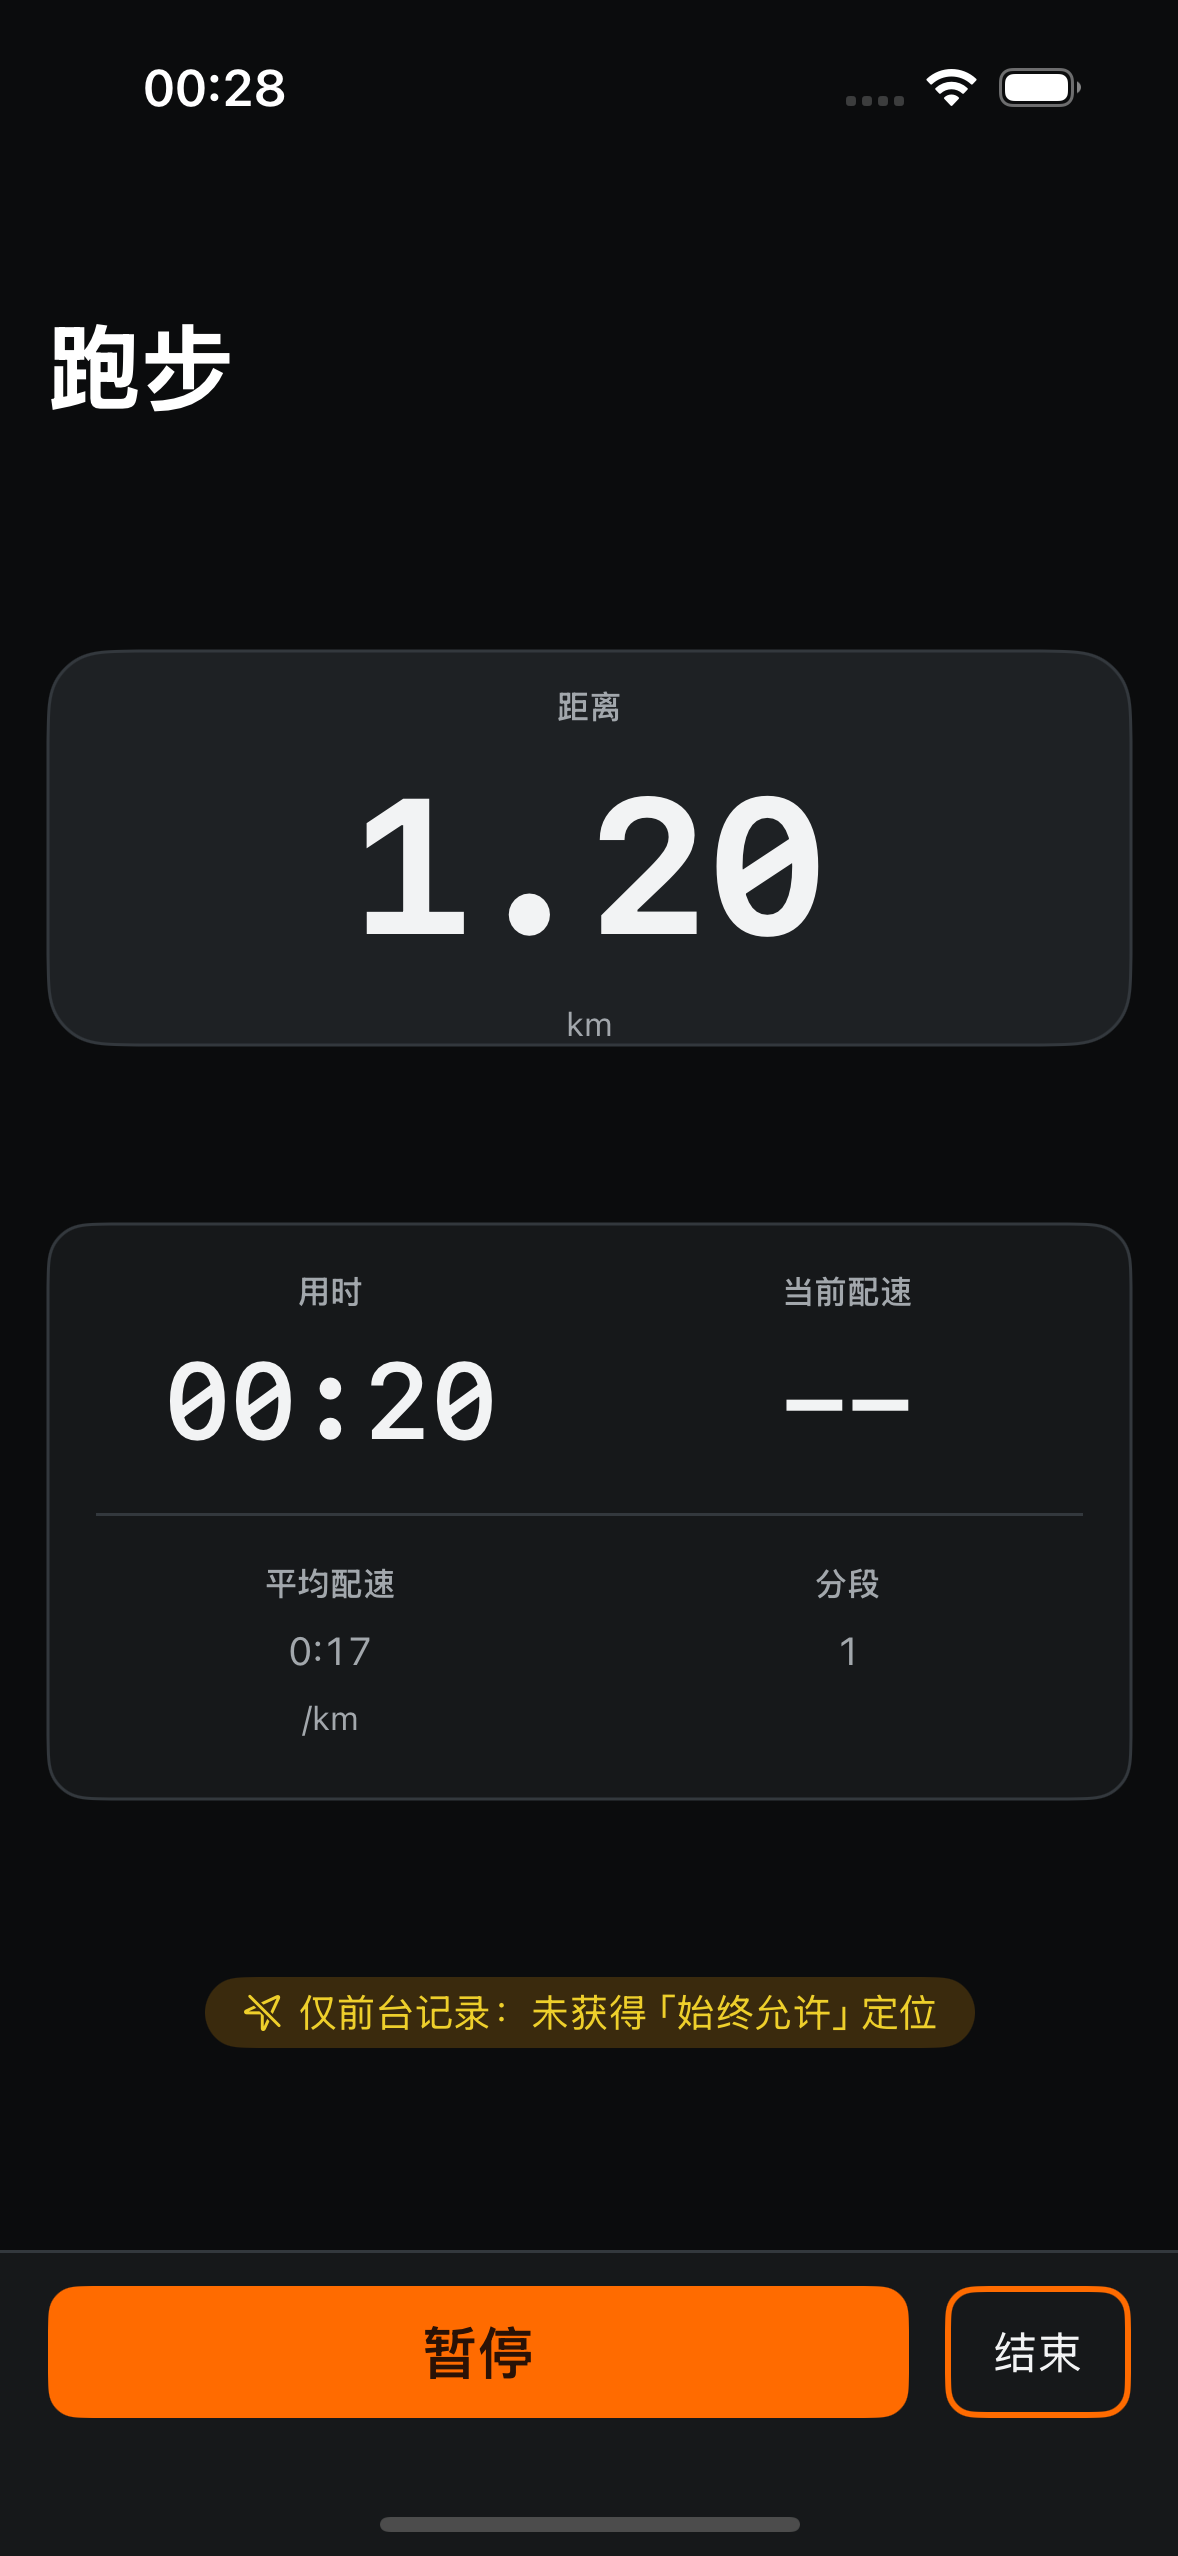 00:28
跑步
距离
1.20
km
用时
当前配速
00:20
——
平均配速
分段
0:17
1
/km
仅前台记录：未获得「始终允许」定位
暂停
结束